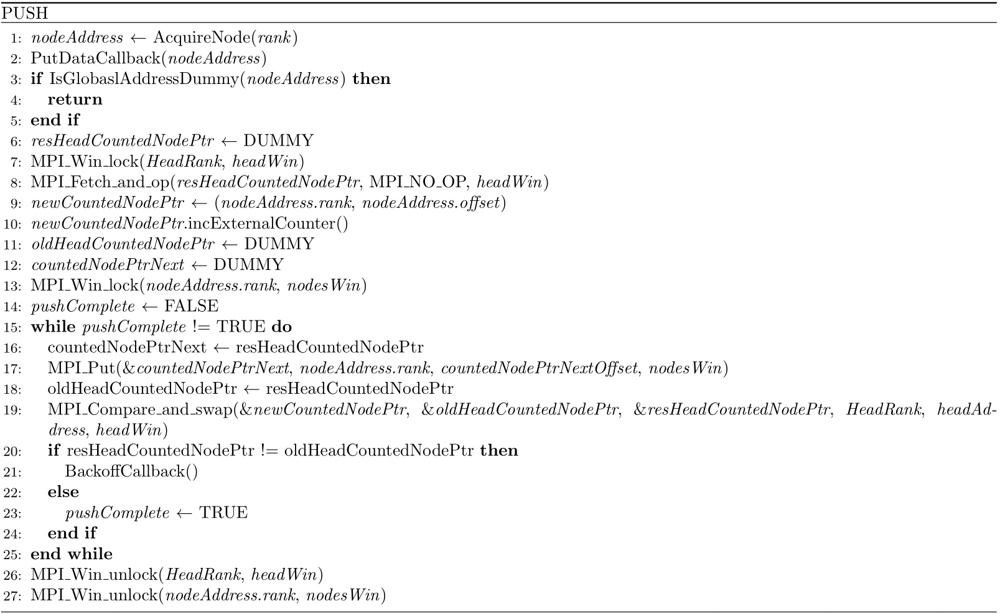 PUSH
1: nodeAddress ← AcquireNode(rank)
2: PutDataCallback(nodeAddress)
3: if IsGlobaslAddressDummy(nodeAddress) then
4: return
5: end if
6: resHeadCountedNodePtr ← DUMMY
7: MPI_Win_lock(HeadRank, headWin)
8: MPI_Fetch_and_op(resHeadCountedNodePtr, MPI_NO_OP, headWin)
9: newCountedNodePtr ← (nodeAddress.rank, nodeAddress.offset)
10: newCountedNodePtr.incExternalCounter()
11: oldHeadCountedNodePtr ← DUMMY
12: countedNodePtrNext ← DUMMY
13: MPI_Win_lock(nodeAddress.rank, nodesWin)
14: pushComplete ← FALSE
15: while pushComplete != TRUE do
16: countedNodePtrNext ← resHeadCountedNodePtr
17: MPI_Put(&countedNodePtrNext, nodeAddress.rank, countedNodePtrNextOffset, nodesWin)
18: oldHeadCountedNodePtr ← resHeadCountedNodePtr
19: MPI_Compare_and_swap(&newCountedNodePtr, &oldHeadCountedNodePtr, &resHeadCountedNodePtr, HeadRank, headAd-
dress, headWin)
20: if resHeadCountedNodePtr != oldHeadCountedNodePtr then
21: BackoffCallback()
22: else
23: pushComplete ← TRUE
24: end if
25: end while
26: MPI_Win_unlock(HeadRank, headWin)
27: MPI_Win_unlock(nodeAddress.rank, nodesWin)